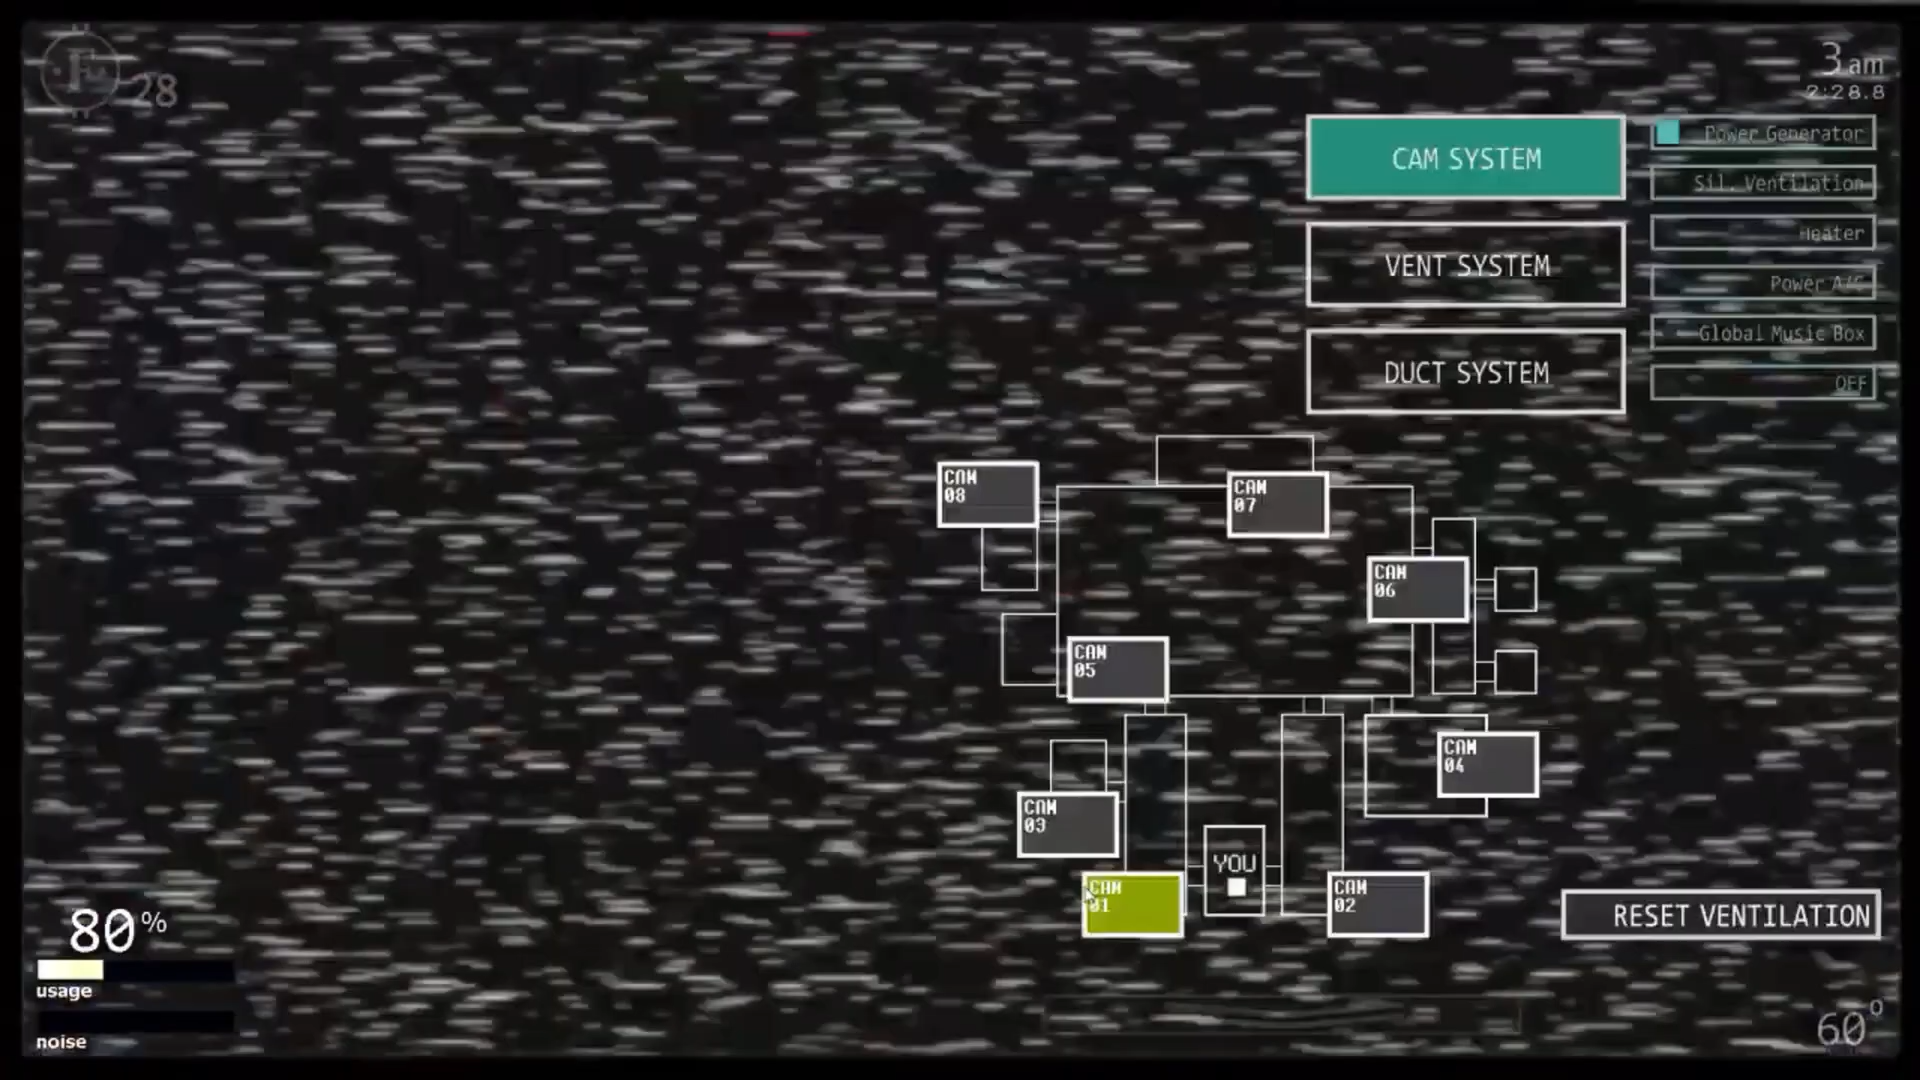 F
28
3 am
2:28.8
CAM SYSTEM
VENT SYSTEM
DUCT SYSTEM
Power Generator
Sil. Ventilation
Heater
Power A/C
Global Music Box
OFF
CAM
08
CAM
07
CAM
06
CAM
05
CAM
04
CAM
03
YOU
CAM
01
CAM
02
RESET VENTILATION
80%
usage
noise
60°